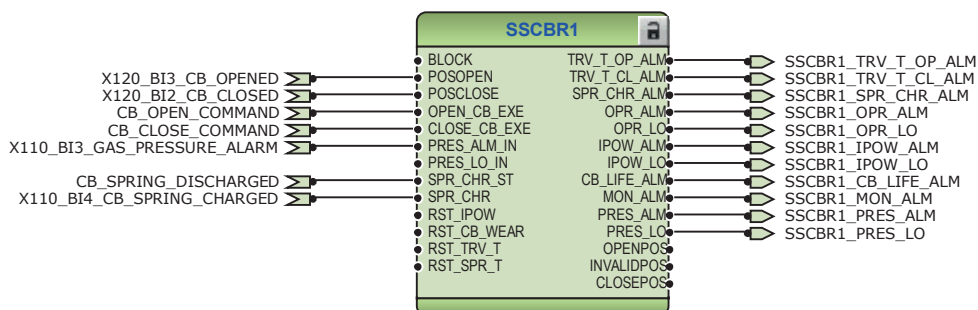 SSCBR1
X120_BI3_CB_OPENED
X120_BI2_CB_CLOSED
CB_OPEN_COMMAND
CB_CLOSE_COMMAND
X110_BI3_GAS_PRESSURE_ALARM
CB_SPRING_DISCHARGED
X110_BI4_CB_SPRING_CHARGED
BLOCK
POSOPEN
POSCLOSE
OPEN_CB_EXE
CLOSE_CB_EXE
PRES_ALM_IN
PRES_LO_IN
SPR_CHR_ST
SPR_CHR
RST_IPOW
RST_CB_WEAR
RST_TRV_T
RST_SPR_T
TRV_T_OP_ALM
TRV_T_CL_ALM
SPR_CHR_ALM
OPR_ALM
OPR_LO
IPOW_ALM
IPOW_LO
CB_LIFE_ALM
MON_ALM
PRES_ALM
PRES_LO
OPENPOS
INVALIDPOS
CLOSEPOS
SSCBR1_TRV_T_OP_ALM
SSCBR1_TRV_T_CL_ALM
SSCBR1_SPR_CHR_ALM
SSCBR1_OPR_ALM
SSCBR1_OPR_LO
SSCBR1_IPOW_ALM
SSCBR1_IPOW_LO
SSCBR1_CB_LIFE_ALM
SSCBR1_MON_ALM
SSCBR1_PRES_ALM
SSCBR1_PRES_LO